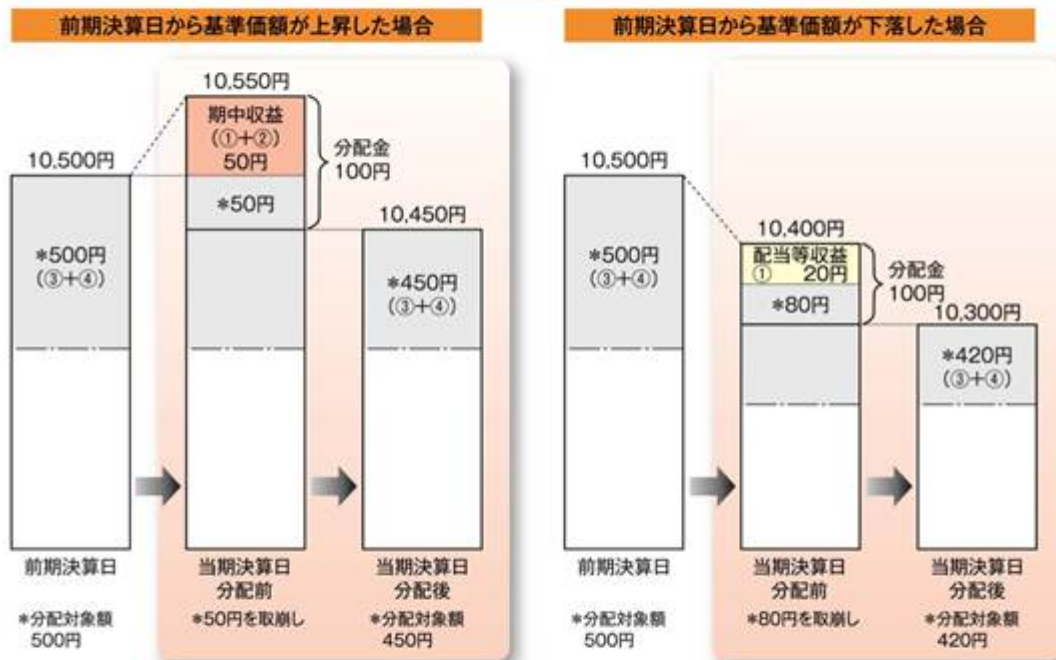 前期決算日から基準価額が上昇した場合
10,550円
期中収益
(①+②)
50円
分配金
100円
10,500円
*50円
10,450円
*500円
(③+④)
*450円
(③+④)
前期決算日
当期決算日
分配前
当期決算日
分配後
*分配対象額
500円
*50円を取崩し
*分配対象額
450円
前期決算日から基準価額が下落した場合
10,500円
10,400円
配当等収益
① 20円
分配金
100円
*500円
(③+④)
*80円
10,300円
*420円
(③+④)
前期決算日
当期決算日
分配前
当期決算日
分配後
*分配対象額
500円
*80円を取崩し
*分配対象額
420円